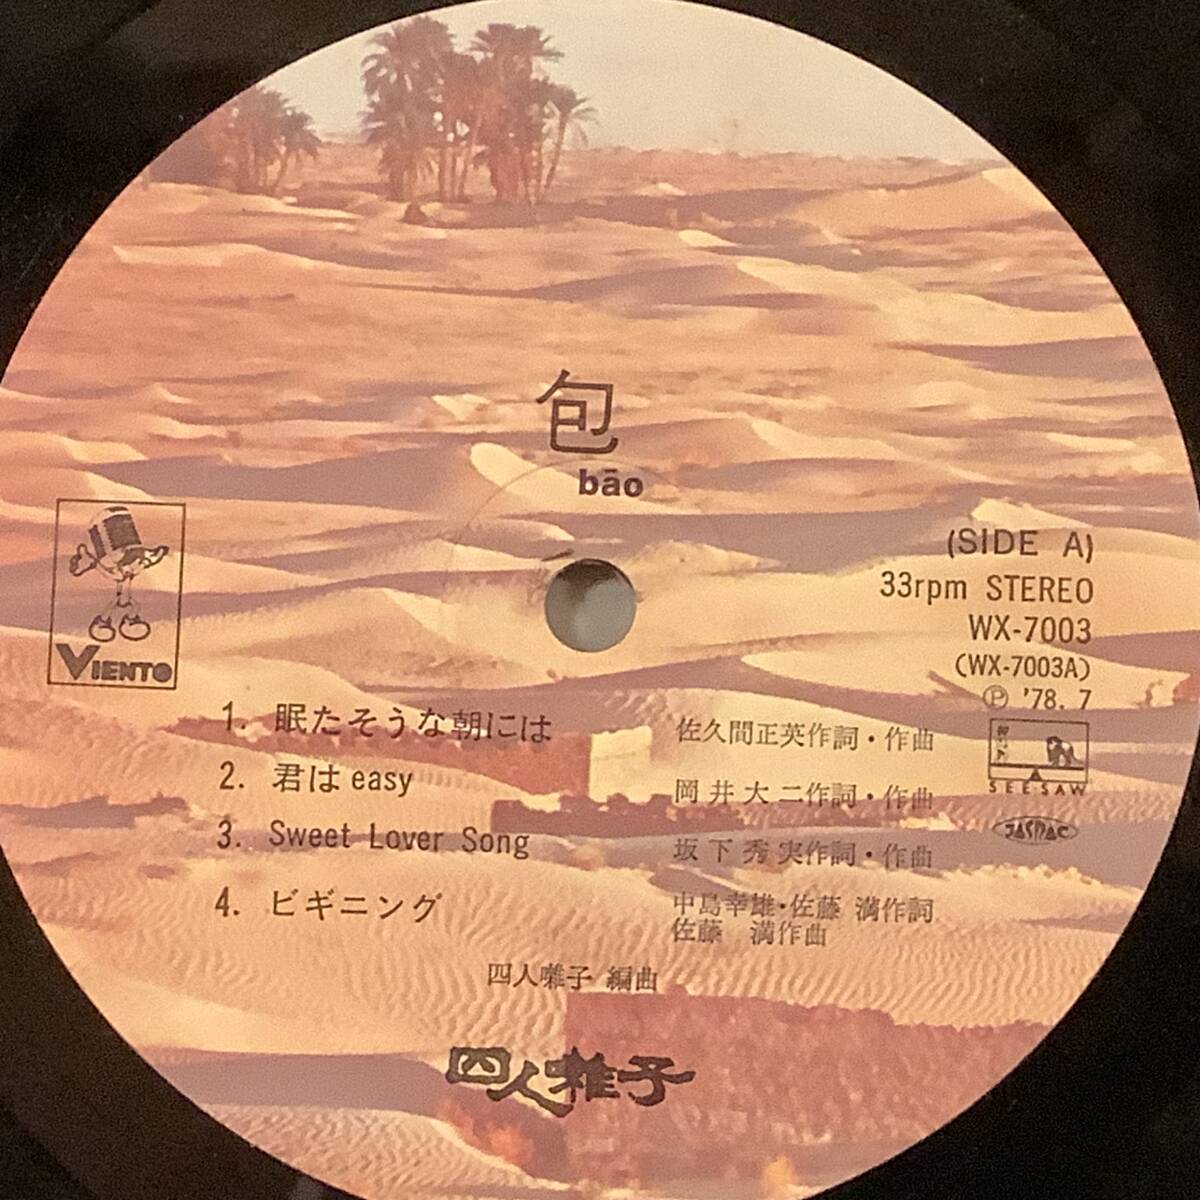 包
bāo
(SIDE A)
33rpm STEREO
WX-7003
(WX-7003A)
Ⓟ '78. 7
VIENTO
SEESAW
JASRAC
1. 眠たそうな朝には 佐久間正英作詞・作曲
2. 君は easy 岡井大二作詞・作曲
3. Sweet Lover Song 坂下秀実作詞・作曲
4. ビギニング 中島幸雄・佐藤 満作詞
佐藤 満作曲
四人囃子 編曲
四人囃子